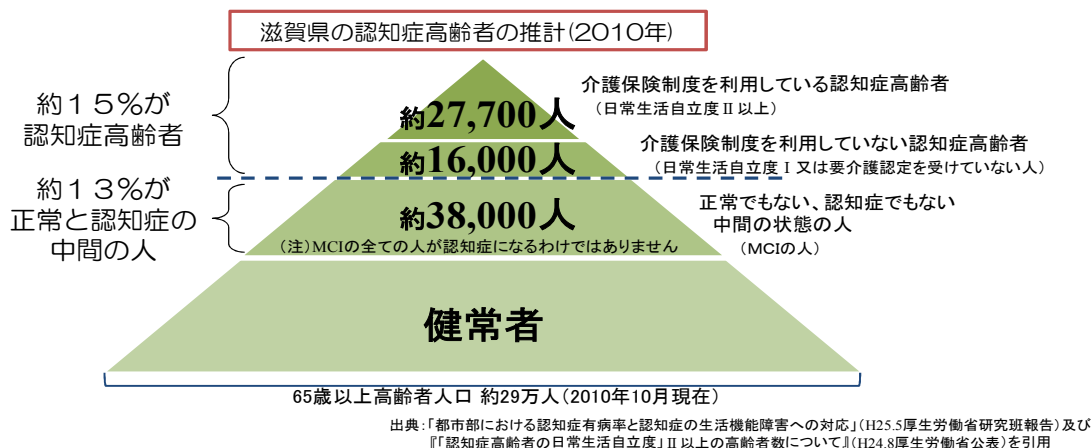 滋賀県の認知症高齢者の推計(2010年)
約１５％が
認知症高齢者
約27,700人
介護保険制度を利用している認知症高齢者
（日常生活自立度Ⅱ以上）
約16,000人
介護保険制度を利用していない認知症高齢者
（日常生活自立度Ⅰ又は要介護認定を受けていない人）
約１３％が
正常と認知症の
中間の人
約38,000人
（注）MCIの全ての人が認知症になるわけではありません
正常でもない、認知症でもない
中間の状態の人
（MCIの人）
健常者
65歳以上高齢者人口 約29万人（2010年10月現在）
出典：「都市部における認知症有病率と認知症の生活機能障害への対応」（H25.5厚生労働省研究班報告）及び
『「認知症高齢者の日常生活自立度」Ⅱ以上の高齢者数について』（H24.8厚生労働省公表）を引用